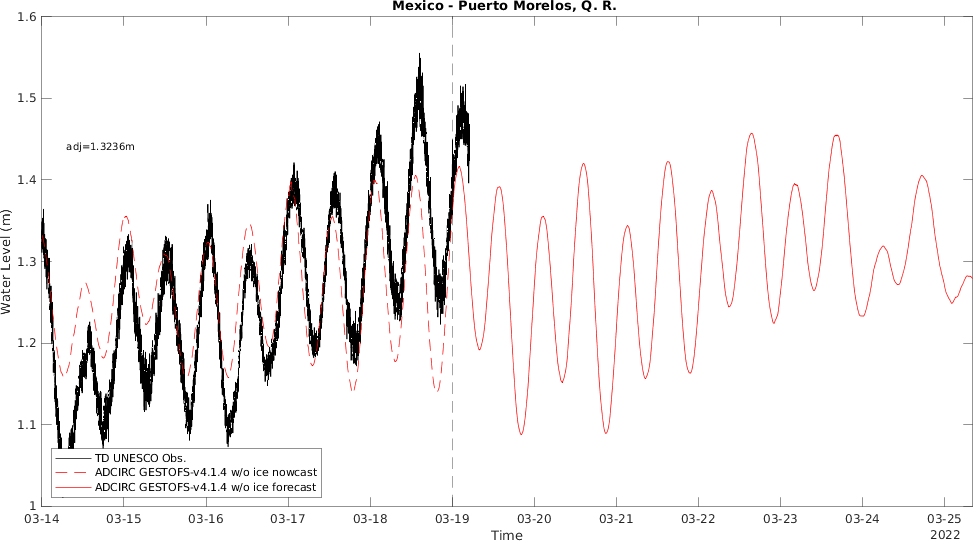 Mexico - Puerto Morelos, Q. R.
1.6
1.5
1.4
1.3
1.2
1.1
1
Water Level (m)
adj=1.3236m
TD UNESCO Obs.
ADCIRC GESTOFS-v4.1.4 w/o ice nowcast
ADCIRC GESTOFS-v4.1.4 w/o ice forecast
03-14 03-15 03-16 03-17 03-18 03-19 03-20 03-21 03-22 03-23 03-24 03-25
Time
2022